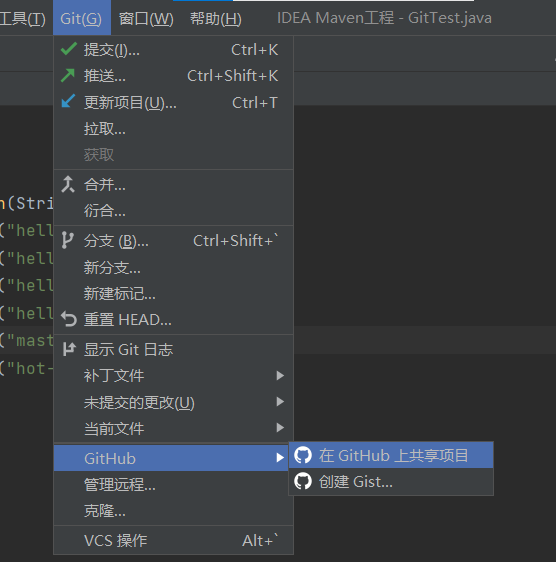 工具(T) Git(G) 窗口(W) 帮助(H) IDEA Maven工程 - GitTest.java
提交(I)... Ctrl+K
推送... Ctrl+Shift+K
更新项目(U)... Ctrl+T
拉取...
获取
合并...
衍合...
分支 (B)... Ctrl+Shift+`
新分支...
新建标记...
重置 HEAD...
显示 Git 日志
补丁文件
未提交的更改(U)
当前文件
GitHub
在 GitHub 上共享项目
创建 Gist...
管理远程...
克隆...
VCS 操作 Alt+`
n(Stri
("hell
("hell
("hell
("hell
("mast
("hot-